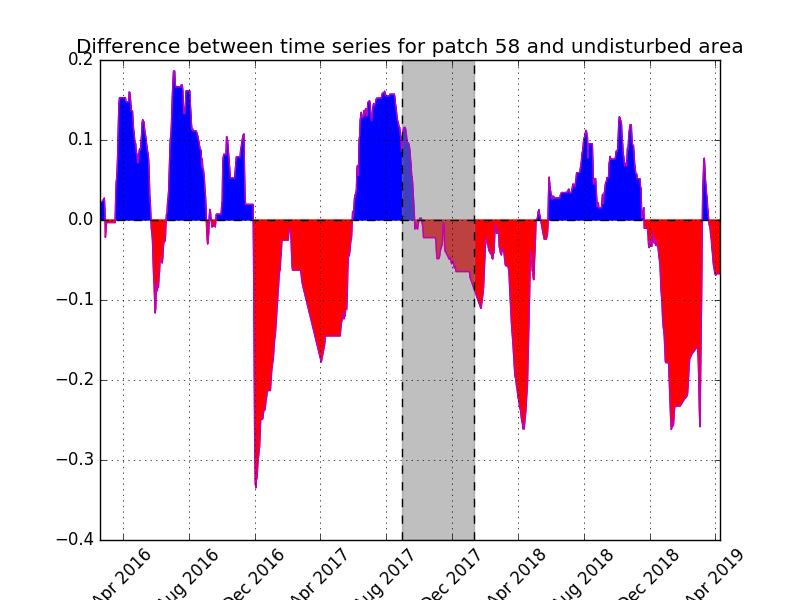 Difference between time series for patch 58 and undisturbed area
0.2
0.1
0.0
−0.1
−0.2
−0.3
−0.4
Apr 2016
Aug 2016
Dec 2016
Apr 2017
Aug 2017
Dec 2017
Apr 2018
Aug 2018
Dec 2018
Apr 2019